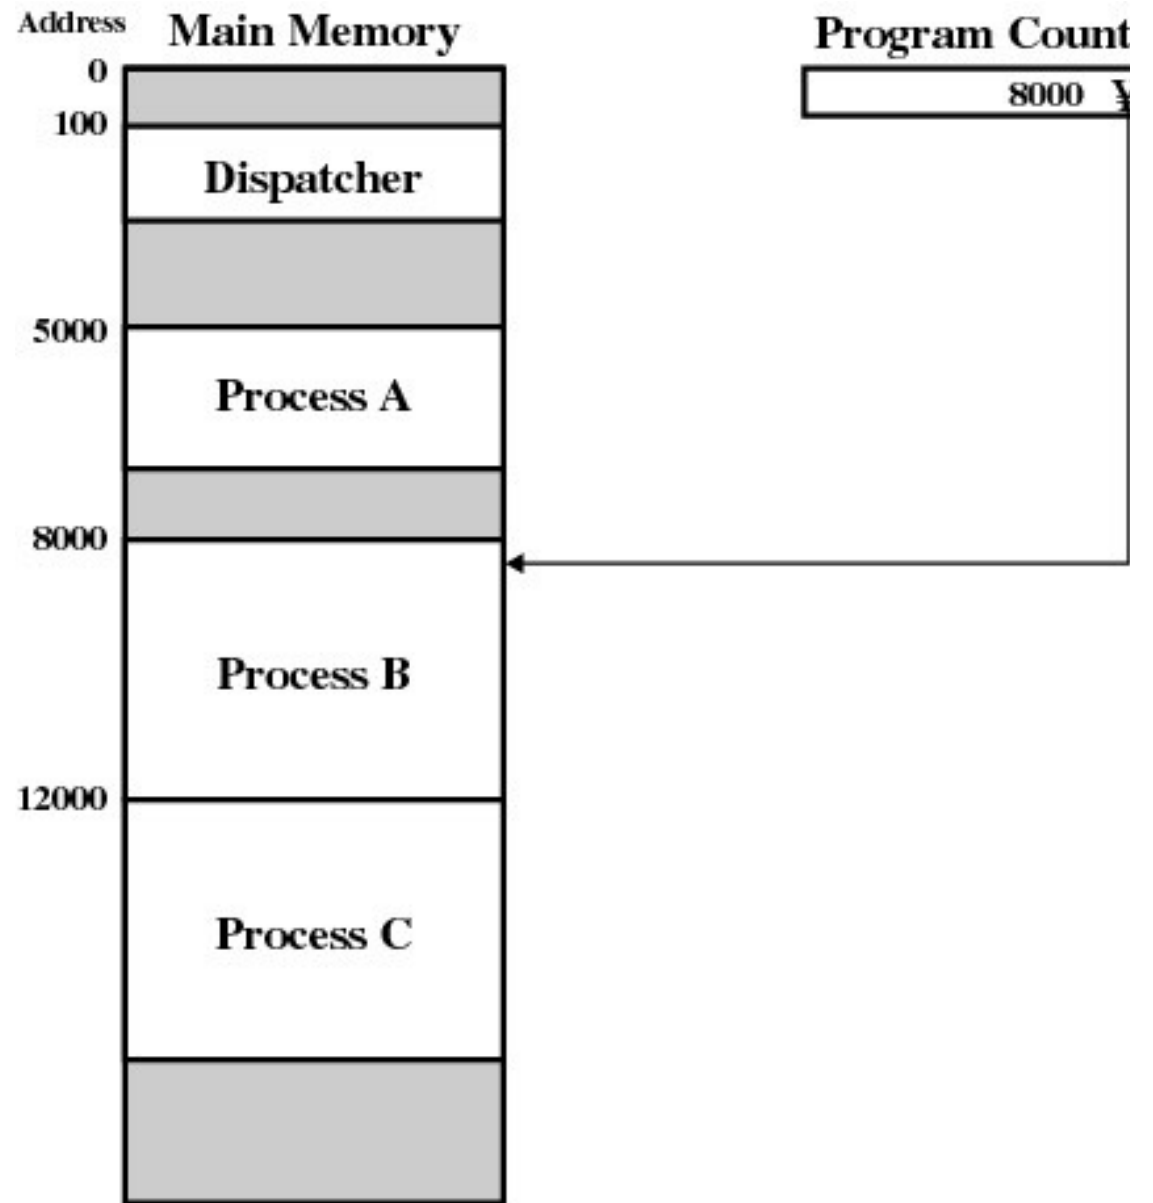 Address
Main Memory
Program Count
0
8000 ¥
100
Dispatcher
5000
Process A
8000
Process B
12000
Process C